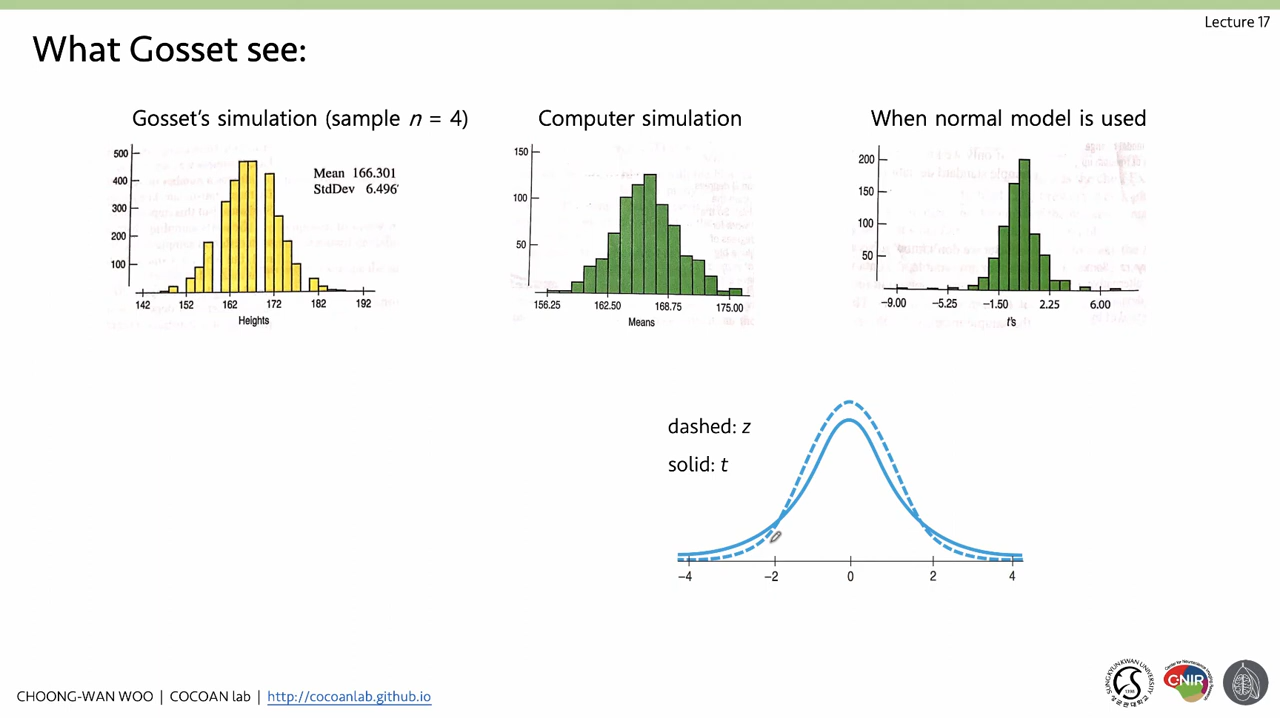 Lecture 17
What Gosset see:
Gosset's simulation (sample n = 4)
500
400
300
200
100
Mean 166.301
StdDev 6.496
142 152 162 172 182 192
Heights
Computer simulation
150
100
50
156.25 162.50 168.75 175.00
Means
When normal model is used
200
150
100
50
−9.00 −5.25 −1.50 2.25 6.00
t's
dashed: z
solid: t
−4 −2 0 2 4
CHOONG-WAN WOO | COCOAN lab | http://cocoanlab.github.io
SUNGKYUNKWAN UNIVERSITY
1398
CNIR